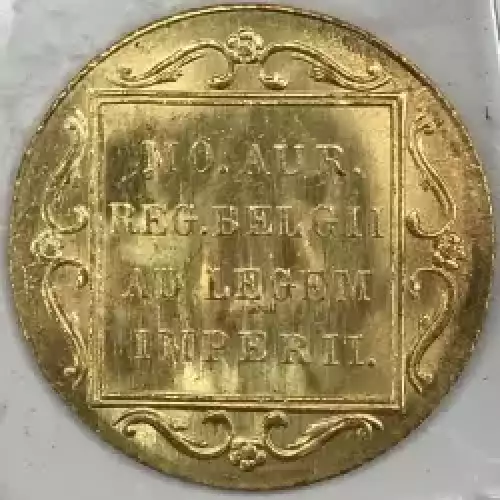 MO. AUR.
REG. BELGII
AD LEGEM
IMPERII.